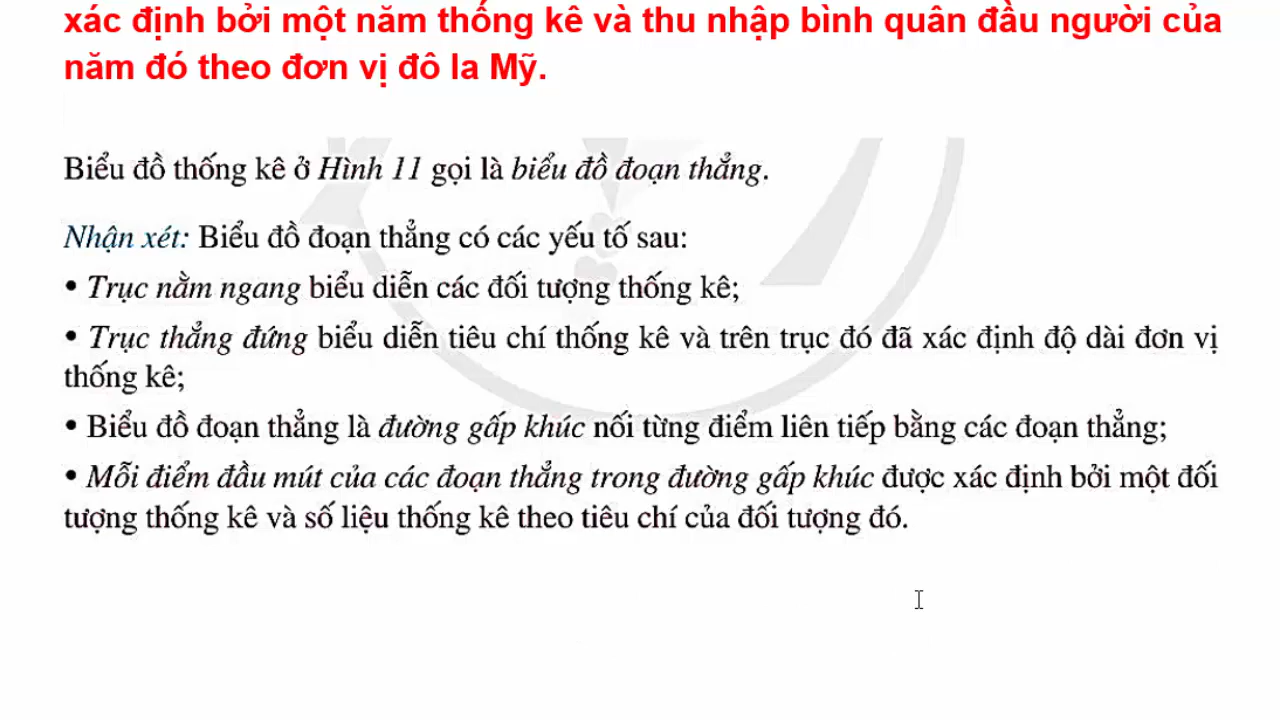 xác định bởi một năm thống kê và thu nhập bình quân đầu người của
năm đó theo đơn vị đô la Mỹ.
Biểu đồ thống kê ở Hình 11 gọi là biểu đồ đoạn thẳng.
Nhận xét: Biểu đồ đoạn thẳng có các yếu tố sau:
• Trục nằm ngang biểu diễn các đối tượng thống kê;
• Trục thẳng đứng biểu diễn tiêu chí thống kê và trên trục đó đã xác định độ dài đơn vị
thống kê;
• Biểu đồ đoạn thẳng là đường gấp khúc nối từng điểm liên tiếp bằng các đoạn thẳng;
• Mỗi điểm đầu mút của các đoạn thẳng trong đường gấp khúc được xác định bởi một đối
tượng thống kê và số liệu thống kê theo tiêu chí của đối tượng đó.